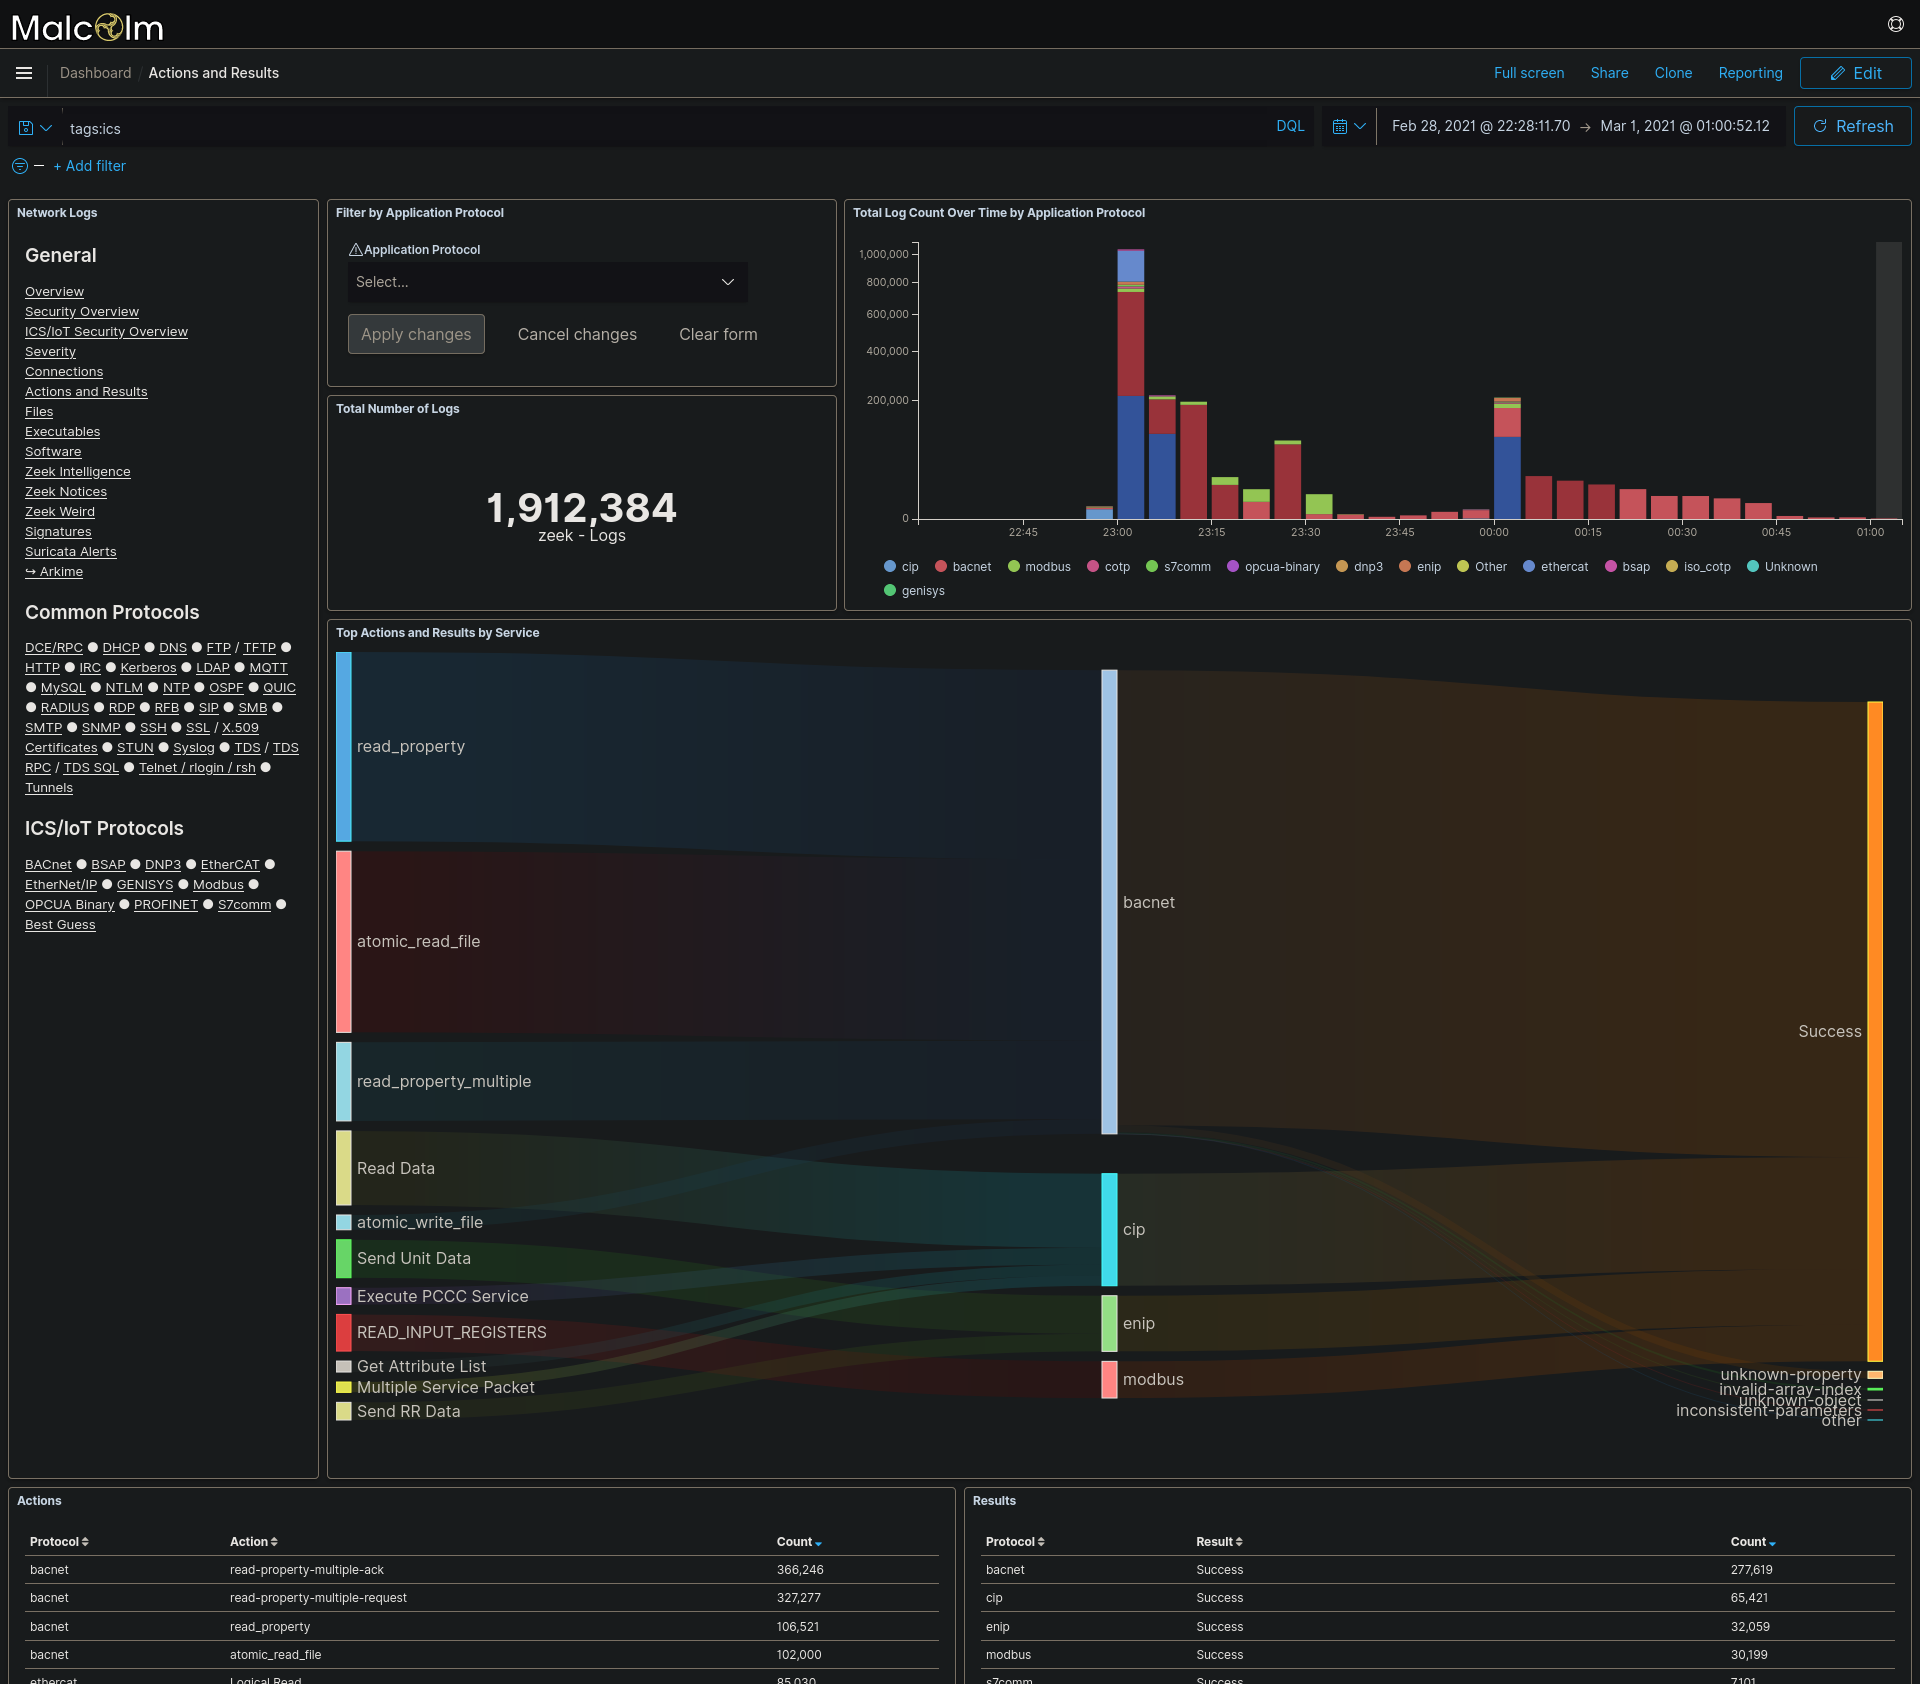 Malcolm
Dashboard / Actions and Results
Full screen Share Clone Reporting Edit
tags:ics
DQL
Feb 28, 2021 @ 22:28:11.70 → Mar 1, 2021 @ 01:00:52.12
Refresh
+ Add filter
Network Logs
General
Overview
Security Overview
ICS/IoT Security Overview
Severity
Connections
Actions and Results
Files
Executables
Software
Zeek Intelligence
Zeek Notices
Zeek Weird
Signatures
Suricata Alerts
↪ Arkime
Common Protocols
DCE/RPC ● DHCP ● DNS ● FTP / TFTP ●
HTTP ● IRC ● Kerberos ● LDAP ● MQTT
● MySQL ● NTLM ● NTP ● OSPF ● QUIC
● RADIUS ● RDP ● RFB ● SIP ● SMB ●
SMTP ● SNMP ● SSH ● SSL / X.509
Certificates ● STUN ● Syslog ● TDS / TDS
RPC / TDS SQL ● Telnet / rlogin / rsh ●
Tunnels
ICS/IoT Protocols
BACnet ● BSAP ● DNP3 ● EtherCAT ●
EtherNet/IP ● GENISYS ● Modbus ●
OPCUA Binary ● PROFINET ● S7comm ●
Best Guess
Filter by Application Protocol
Application Protocol
Select...
Apply changes Cancel changes Clear form
Total Number of Logs
1,912,384
zeek - Logs
Total Log Count Over Time by Application Protocol
1,000,000
800,000
600,000
400,000
200,000
0
22:45 23:00 23:15 23:30 23:45 00:00 00:15 00:30 00:45 01:00
cip bacnet modbus cotp s7comm opcua-binary dnp3 enip Other ethercat bsap iso_cotp Unknown
genisys
Top Actions and Results by Service
read_property
atomic_read_file
read_property_multiple
Read Data
atomic_write_file
Send Unit Data
Execute PCCC Service
READ_INPUT_REGISTERS
Get Attribute List
Multiple Service Packet
Send RR Data
bacnet
cip
enip
modbus
Success
unknown-property
invalid-array-index
unknown-object
inconsistent-parameters
other
Actions
Protocol Action Count
bacnet read-property-multiple-ack 366,246
bacnet read-property-multiple-request 327,277
bacnet read_property 106,521
bacnet atomic_read_file 102,000
ethercat Logical Read 85,030
Results
Protocol Result Count
bacnet Success 277,619
cip Success 65,421
enip Success 32,059
modbus Success 30,199
s7comm Success 7,101